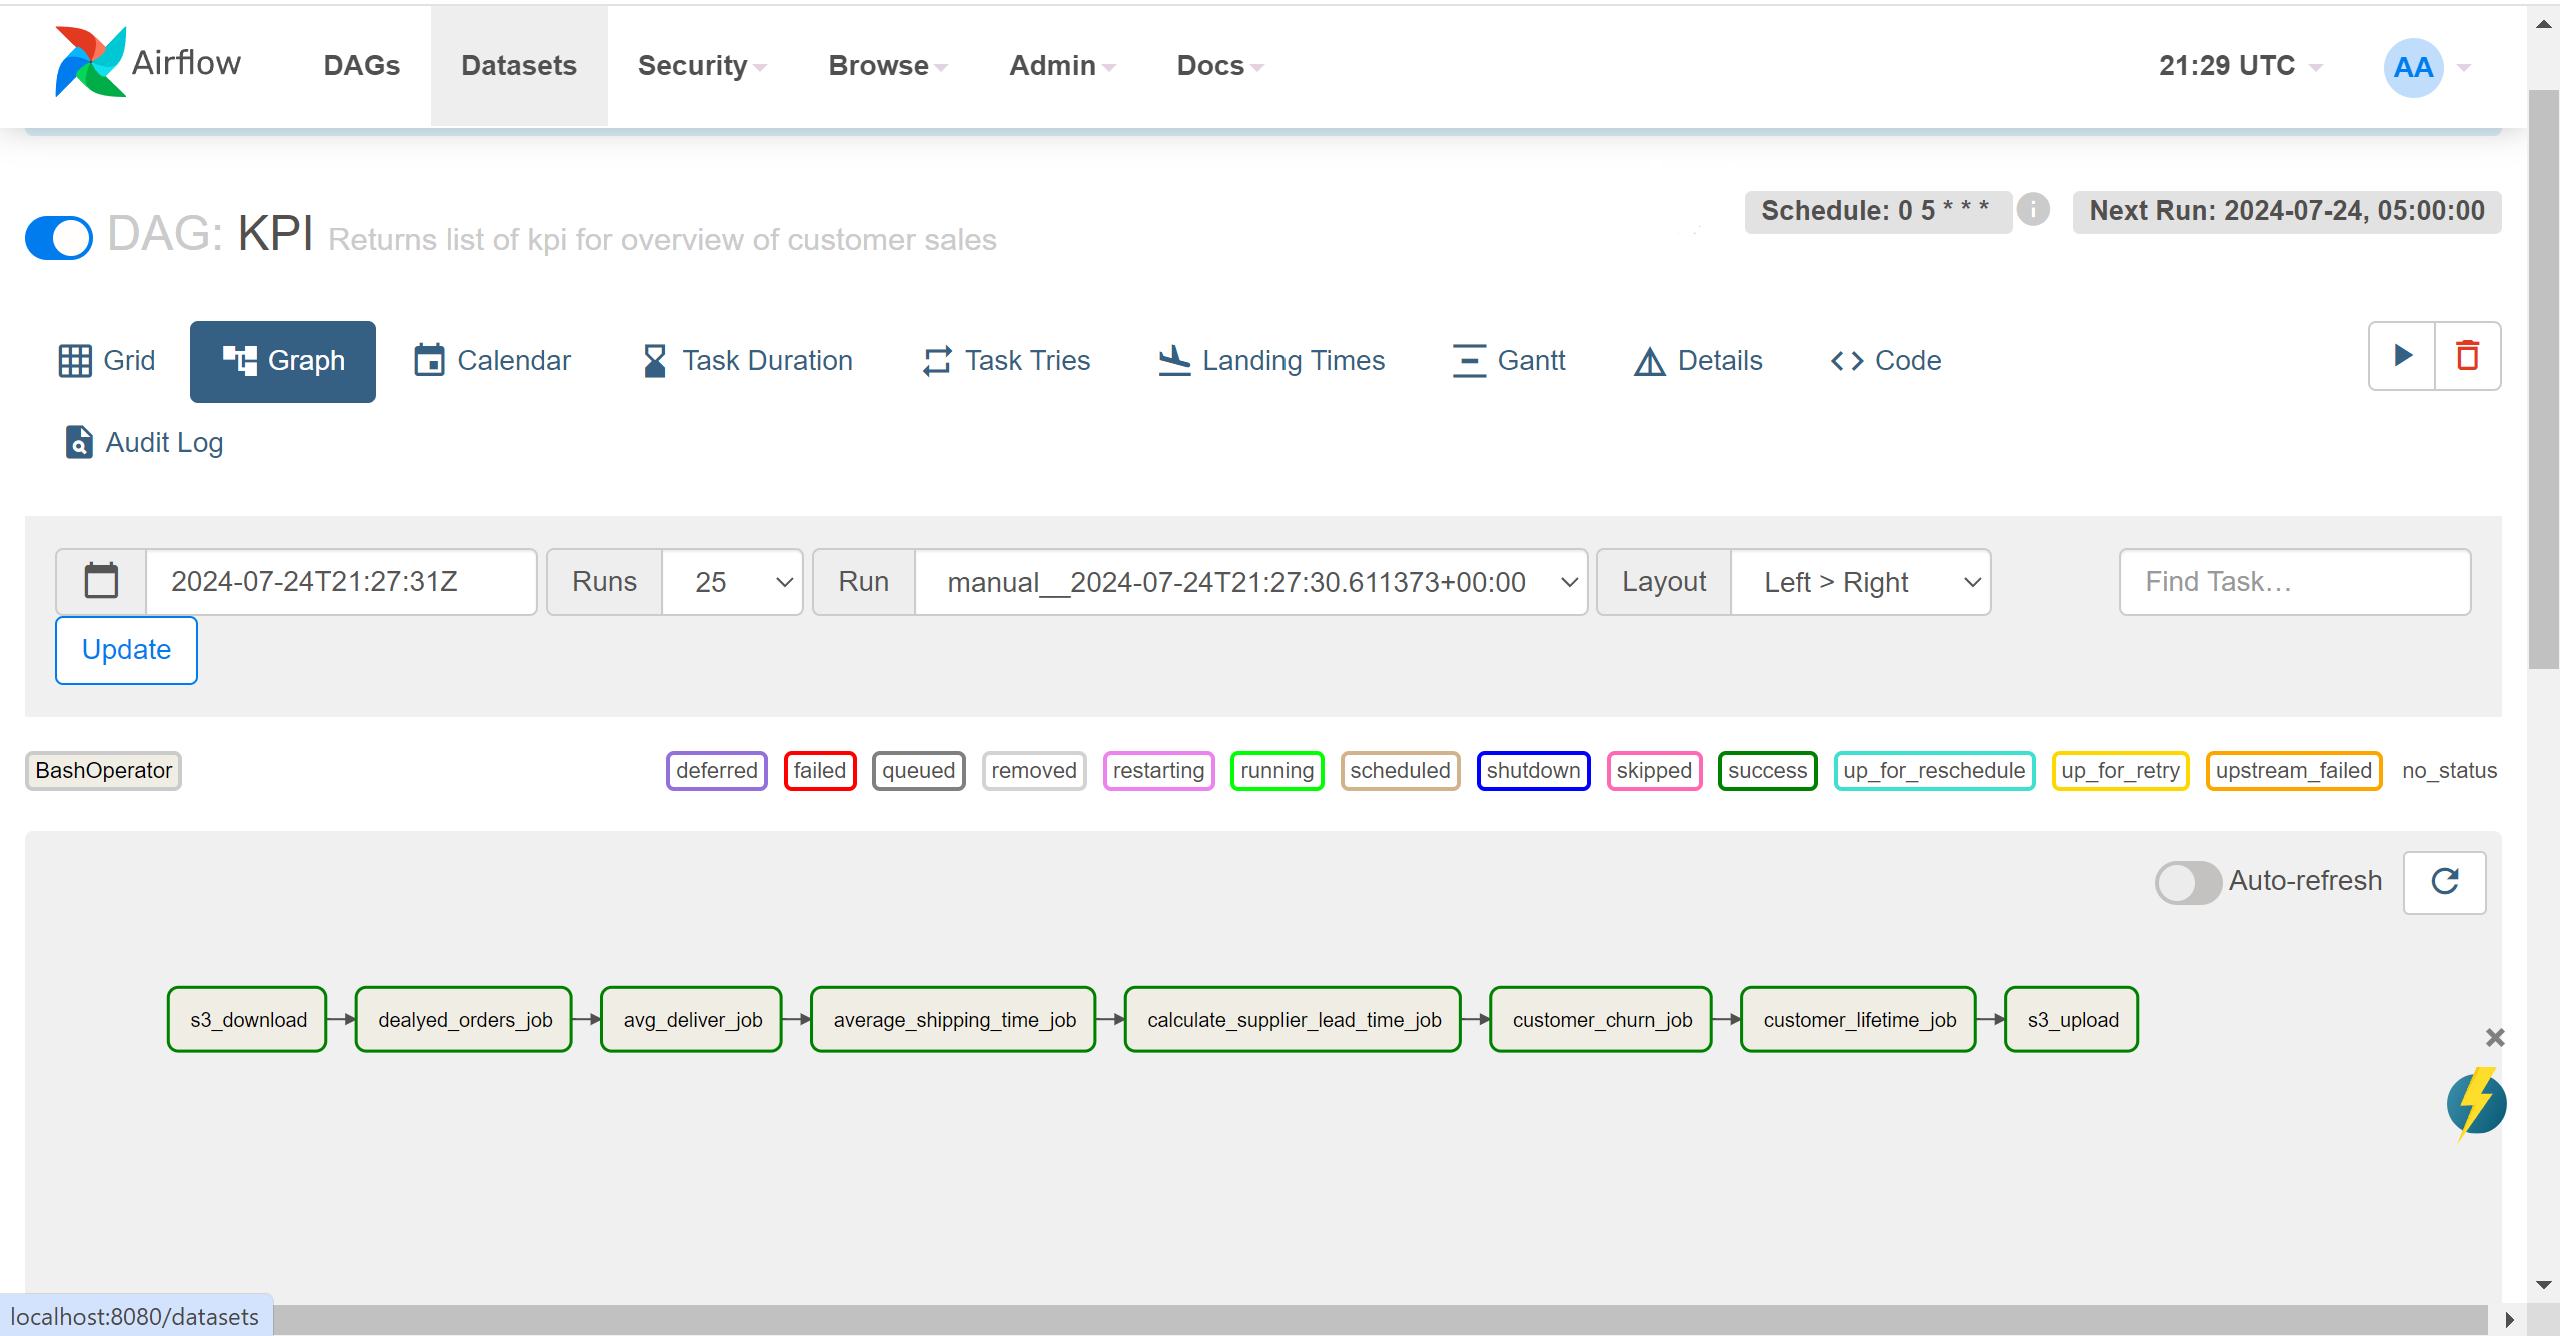 Airflow DAGs Datasets Security Browse Admin Docs 21:29 UTC AA
Schedule: 0 5 * * * i Next Run: 2024-07-24, 05:00:00
DAG: KPI Returns list of kpi for overview of customer sales
Grid Graph Calendar Task Duration Task Tries Landing Times Gantt Details <> Code
Audit Log
2024-07-24T21:27:31Z Runs 25 Run manual__2024-07-24T21:27:30.611373+00:00 Layout Left > Right Find Task...
Update
BashOperator deferred failed queued removed restarting running scheduled shutdown skipped success up_for_reschedule up_for_retry upstream_failed no_status
Auto-refresh
s3_download dealyed_orders_job avg_deliver_job average_shipping_time_job calculate_supplier_lead_time_job customer_churn_job customer_lifetime_job s3_upload
localhost:8080/datasets